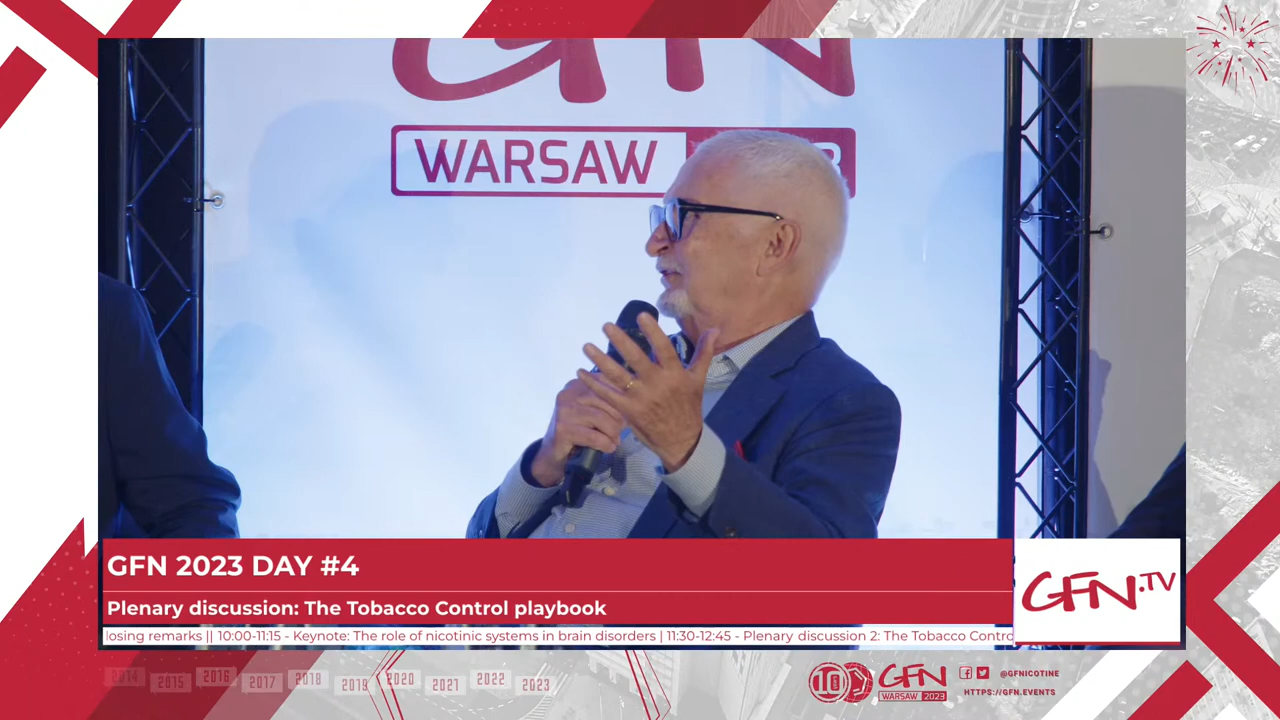 GFN
WARSAW
GFN 2023 DAY #4
Plenary discussion: The Tobacco Control playbook
losing remarks || 10:00-11:15 - Keynote: The role of nicotinic systems in brain disorders | 11:30-12:45 - Plenary discussion 2: The Tobacco Contro
GFN.TV
2014 2015 2016 2017 2018 2019 2020 2021 2022 2023
10
GFN
WARSAW 2023
@GFNICOTINE
HTTPS://GFN.EVENTS